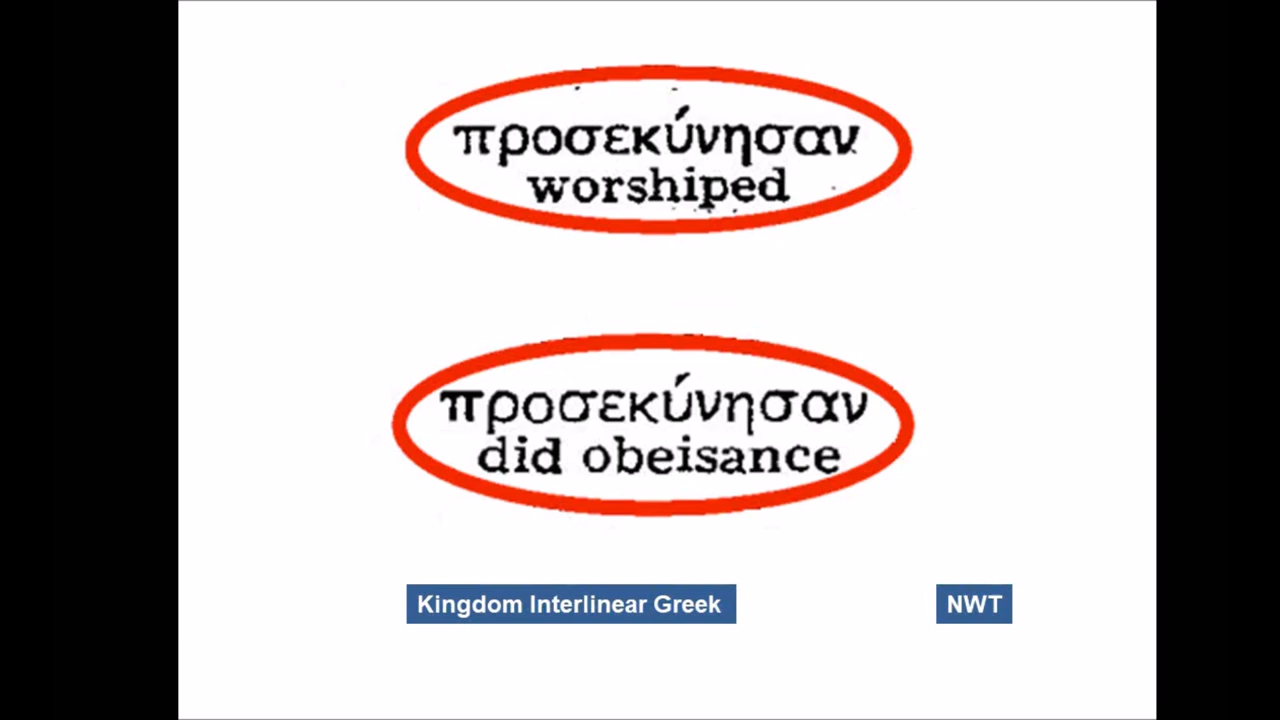 προσεκύνησαν
worshiped
προσεκύνησαν
did obeisance
Kingdom Interlinear Greek
NWT